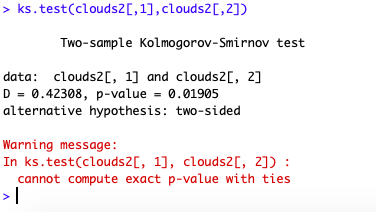 > ks.test(clouds2[,1],clouds2[,2])
Two-sample Kolmogorov-Smirnov test
data:  clouds2[, 1] and clouds2[, 2]
D = 0.42308, p-value = 0.01905
alternative hypothesis: two-sided
Warning message:
In ks.test(clouds2[, 1], clouds2[, 2]) :
  cannot compute exact p-value with ties
>